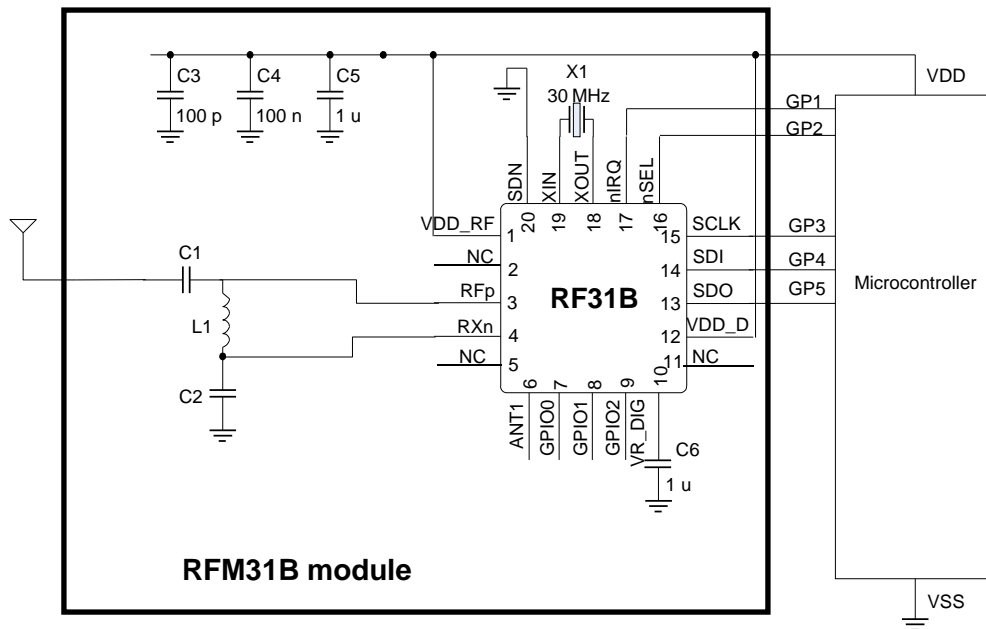 C3
100 p
C4
100 n
C5
1 u
X1
30 MHz
VDD
GP1
GP2
SDN
XIN
XOUT
nIRQ
nSEL
20
19
18
17
16
VDD_RF
1
NC
2
RFp
3
RXn
4
NC
5
RF31B
15
SCLK
14
SDI
13
SDO
12
VDD_D
11
NC
GP3
GP4
GP5
Microcontroller
C1
L1
C2
6
7
8
9
10
ANT1
GPIO0
GPIO1
GPIO2
VR_DIG
C6
1 u
RFM31B module
VSS